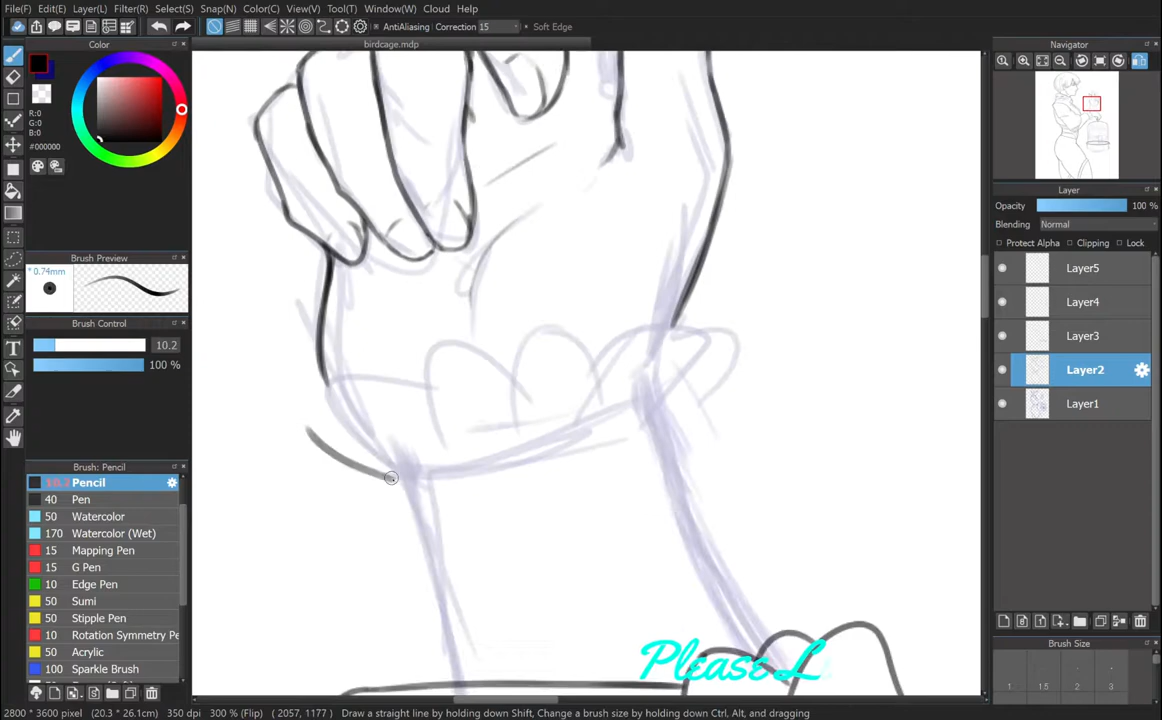 File(F) Edit(E) Layer(L) Filter(R) Select(S) Snap(N) Color(C) View(V) Tool(T) Window(W) Cloud Help
AntiAliasing Correction 15 Soft Edge
birdcage.mdp
Color
R:0
G:0
B:0
#000000
Brush Preview
* 0.74mm
Brush Control
10.2
100 %
Brush: Pencil
10.2 Pencil
40 Pen
50 Watercolor
170 Watercolor (Wet)
15 Mapping Pen
15 G Pen
10 Edge Pen
50 Sumi
50 Stipple Pen
10 Rotation Symmetry Pe
50 Acrylic
100 Sparkle Brush
Navigator
Layer
Opacity 100 %
Blending Normal
Protect Alpha Clipping Lock
Layer5
Layer4
Layer3
Layer2
Layer1
Brush Size
1 1.5 2 3
Please L
2800 * 3600 pixel (20.3 * 26.1cm) 350 dpi 300 % (Flip) ( 2057, 1177 ) Draw a straight line by holding down Shift, Change a brush size by holding down Ctrl, Alt, and dragging